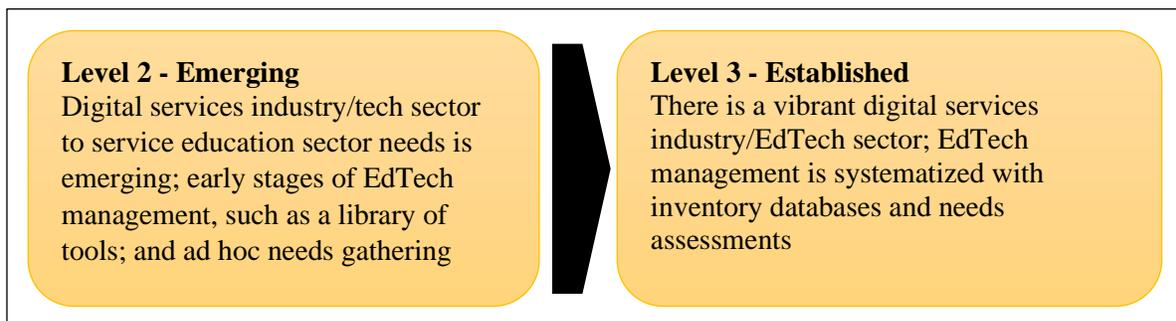 Level 2 - Emerging
Digital services industry/tech sector
to service education sector needs is
emerging; early stages of EdTech
management, such as a library of
tools; and ad hoc needs gathering
Level 3 - Established
There is a vibrant digital services
industry/EdTech sector; EdTech
management is systematized with
inventory databases and needs
assessments